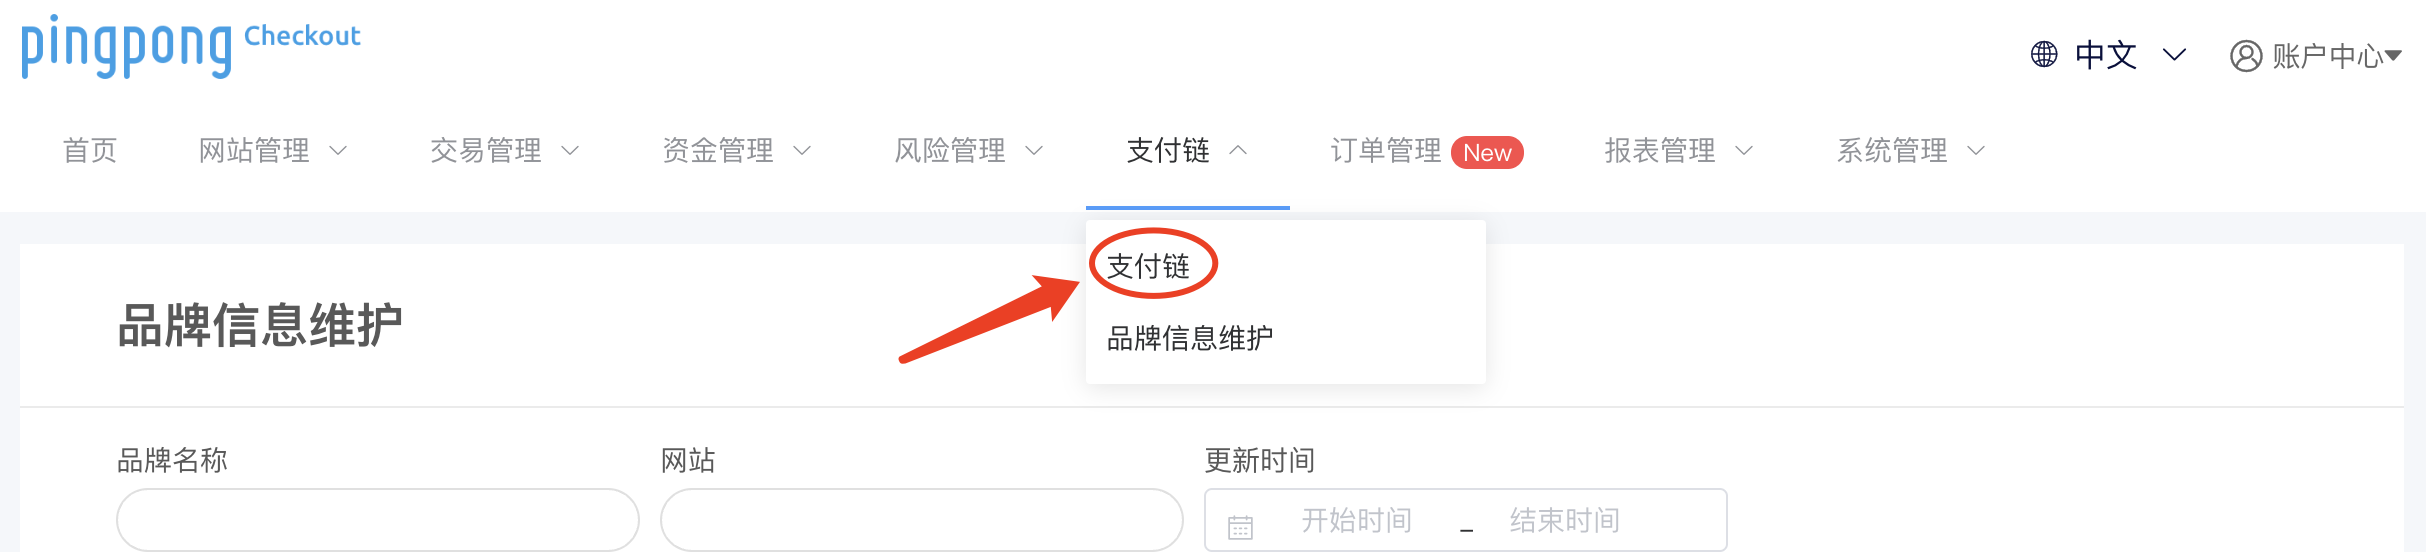 pingpong Checkout
中文 账户中心
首页 网站管理 交易管理 资金管理 风险管理 支付链 订单管理 New 报表管理 系统管理
支付链
品牌信息维护
品牌信息维护
品牌名称 网站 更新时间
开始时间 – 结束时间